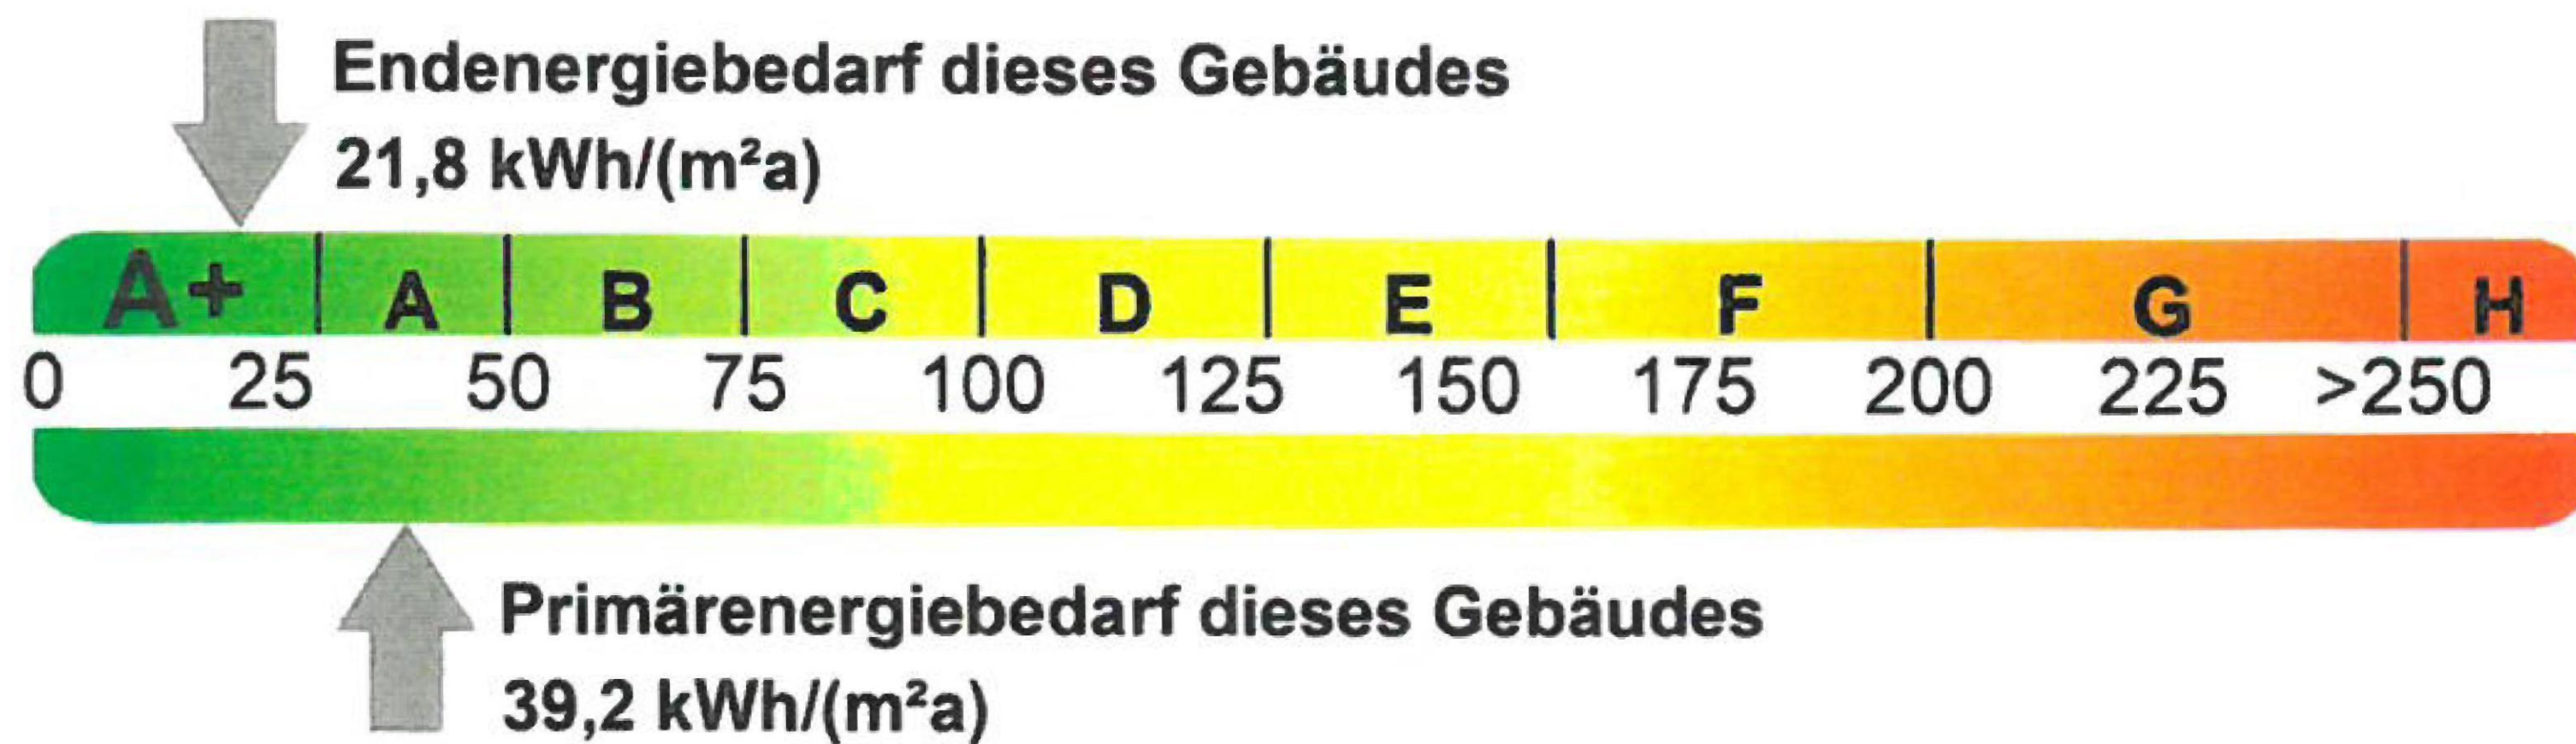 Endenergiebedarf dieses Gebäudes
21,8 kWh/(m²a)
A+ A B C D E F G H
0 25 50 75 100 125 150 175 200 225 >250
Primärenergiebedarf dieses Gebäudes
39,2 kWh/(m²a)